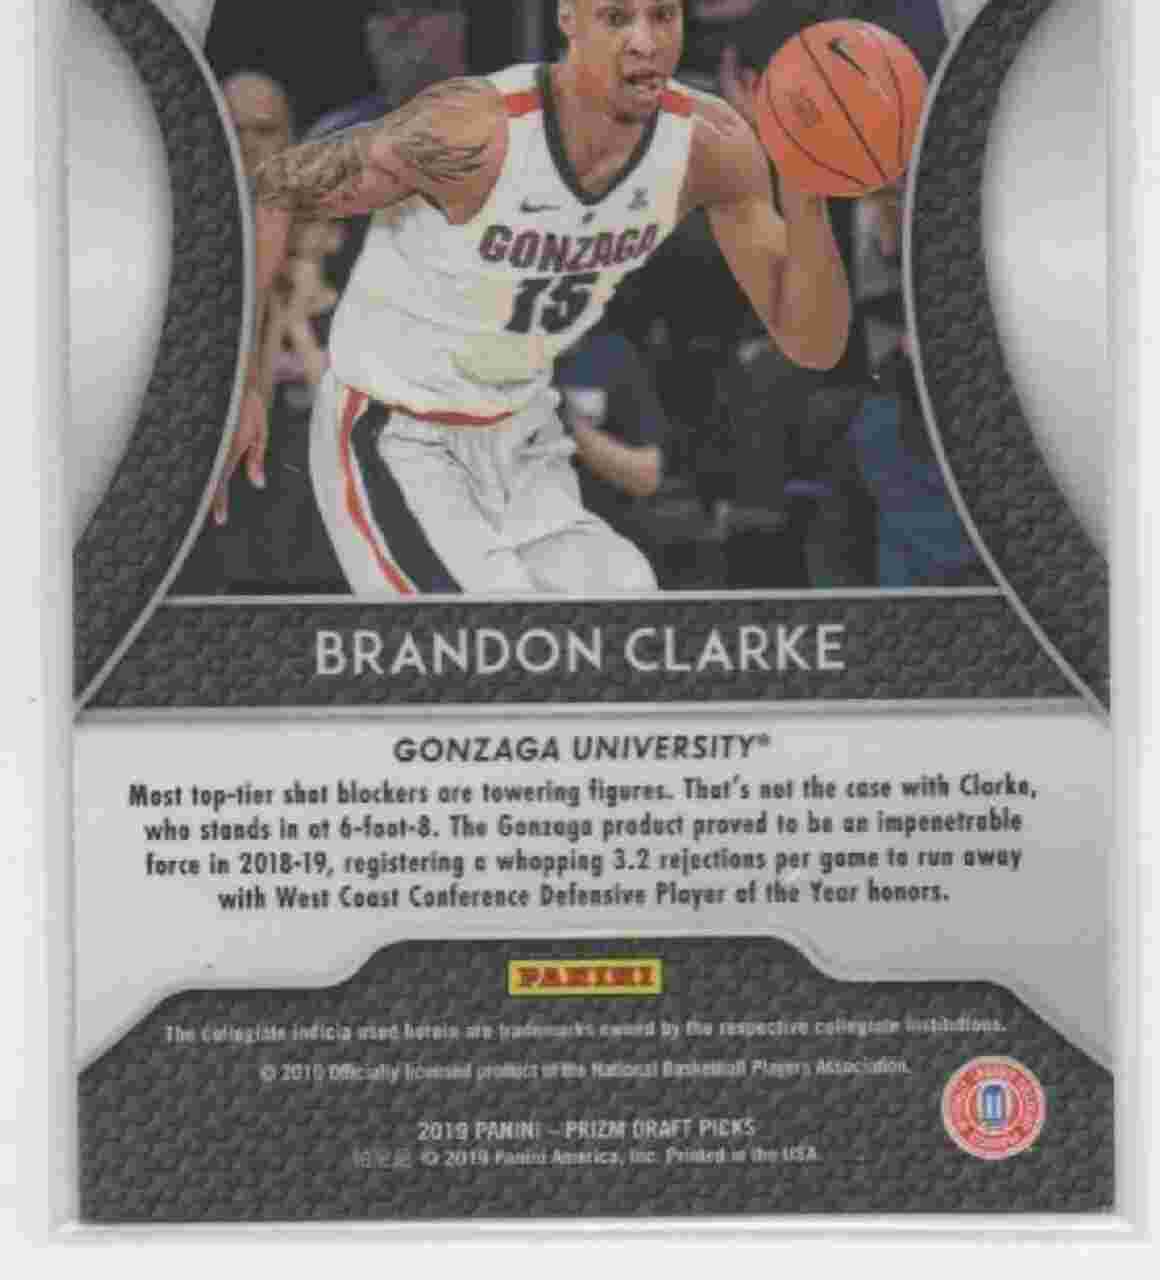 GONZAGA
15
BRANDON CLARKE
GONZAGA UNIVERSITY®
Most top-tier shot blockers are towering figures. That's not the case with Clarke,
who stands in at 6-foot-8. The Gonzaga product proved to be an impenetrable
force in 2018-19, registering a whopping 3.2 rejections per game to run away
with West Coast Conference Defensive Player of the Year honors.
PANINI
The collegiate indicia used herein are trademarks owned by the respective collegiate institutions.
© 2019 Officially licensed product of the National Basketball Players Association.
2019 PANINI – PRIZM DRAFT PICKS
© 2019 Panini America, Inc. Printed in the USA.